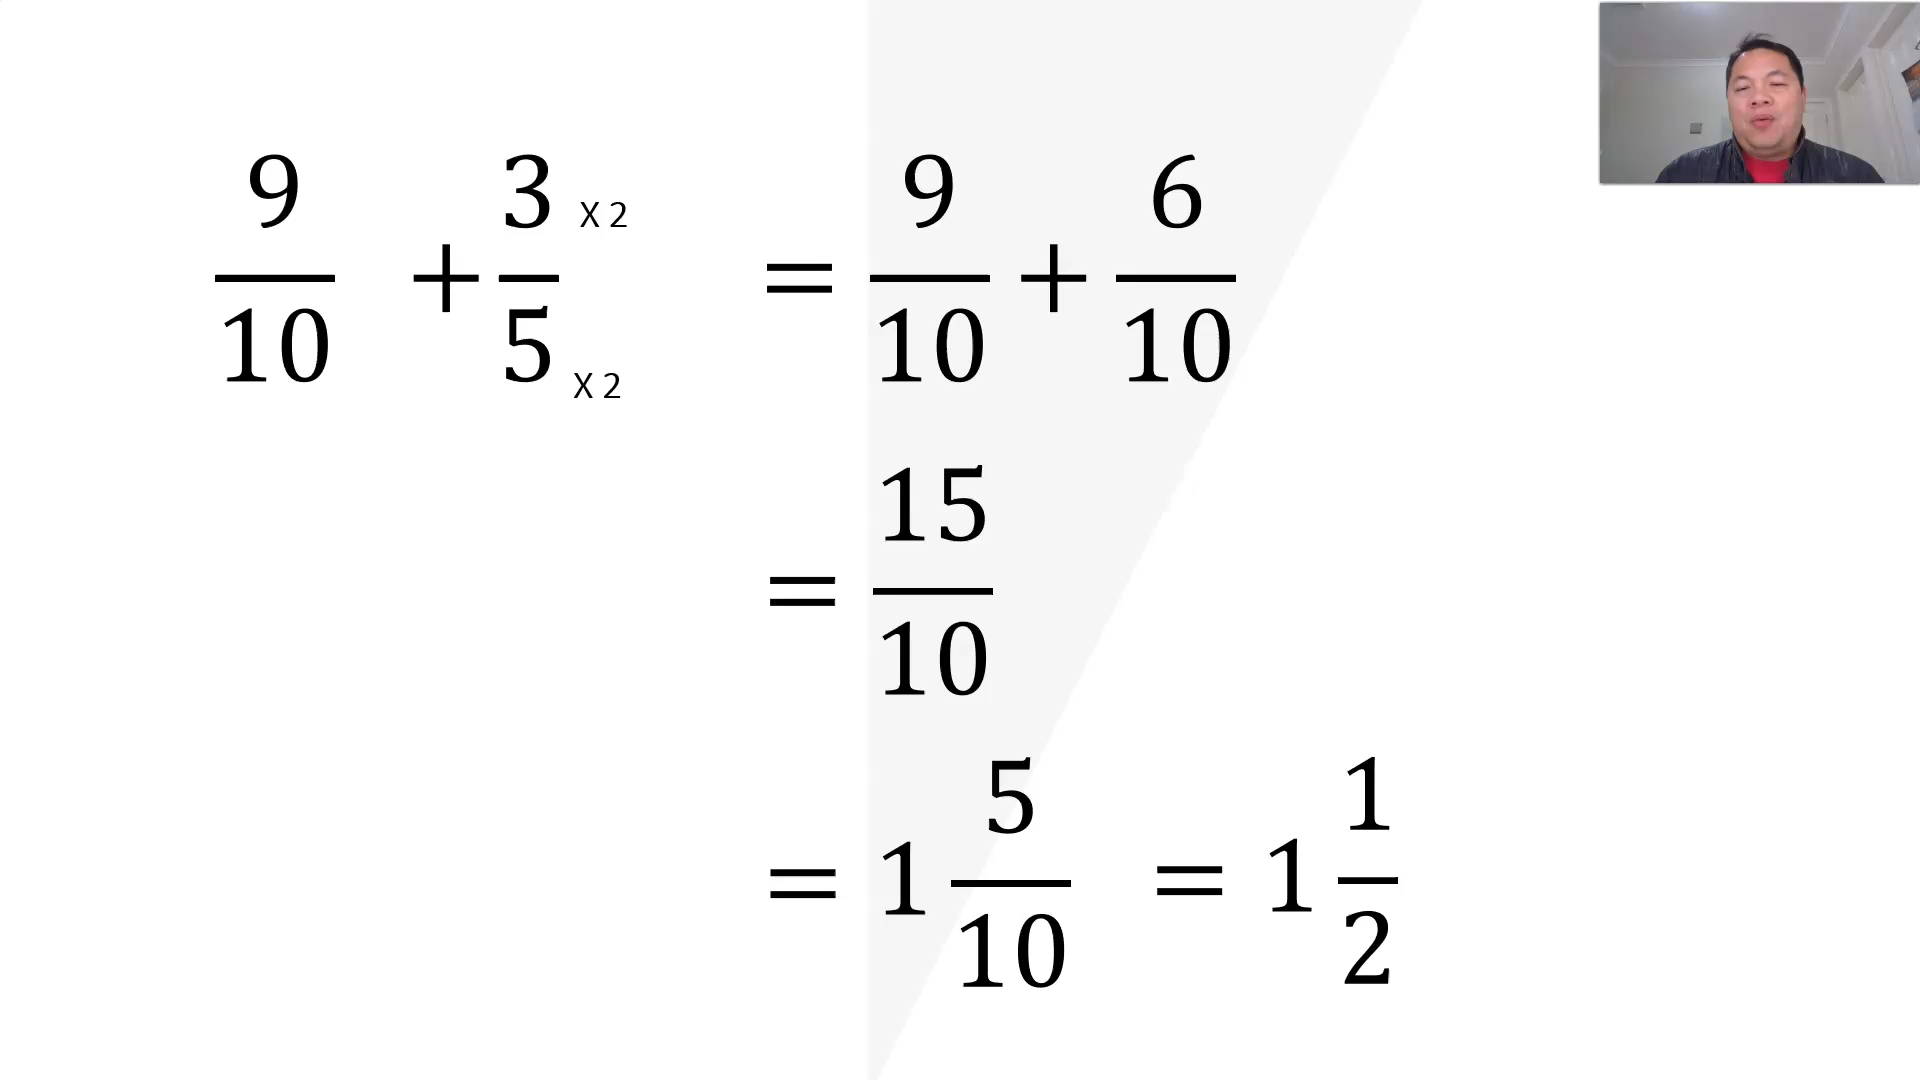 9/10 + 3 X 2/5 X 2 = 9/10 + 6/10
= 15/10
= 1 5/10 = 1 1/2